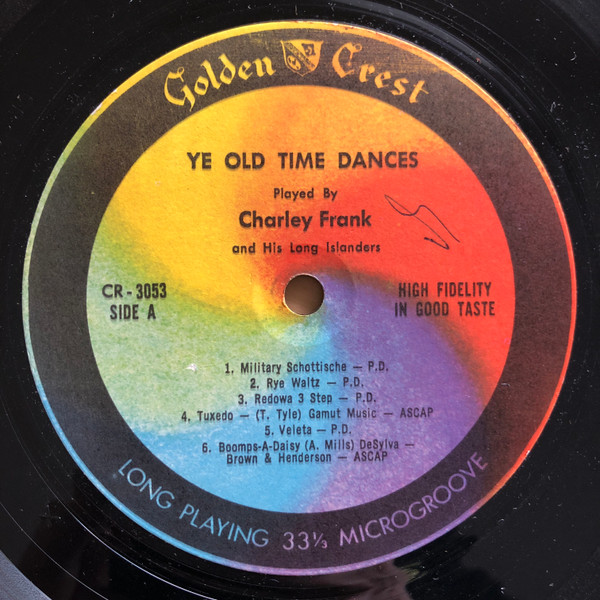 Golden Crest
YE OLD TIME DANCES
Played By
Charley Frank
and His Long Islanders
CR - 3053
SIDE A
HIGH FIDELITY
IN GOOD TASTE
1. Military Schottische — P.D.
2. Rye Waltz — P.D.
3. Redowa 3 Step — P.D.
4. Tuxedo — (T. Tyle) Gamut Music — ASCAP
5. Veleta — P.D.
6. Boomps-A-Daisy (A. Mills) DeSylva —
Brown & Henderson — ASCAP
LONG PLAYING 33⅓ MICROGROOVE